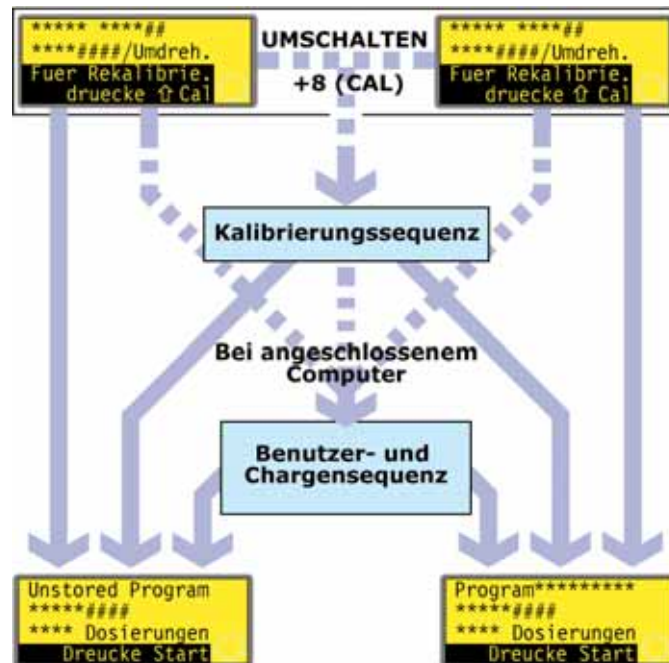 ***** ****##
****####/Umdreh.
Fuer Rekalibrie.
druecke ⇧ Cal
UMSCHALTEN
+8 (CAL)
***** ****##
****####/Umdreh.
Fuer Rekalibrie.
druecke ⇧ Cal
Kalibrierungssequenz
Bei angeschlossenem
Computer
Benutzer- und
Chargensequenz
Unstored Program
*****####
**** Dosierungen
Dreucke Start
Program*********
*****####
**** Dosierungen
Dreucke Start